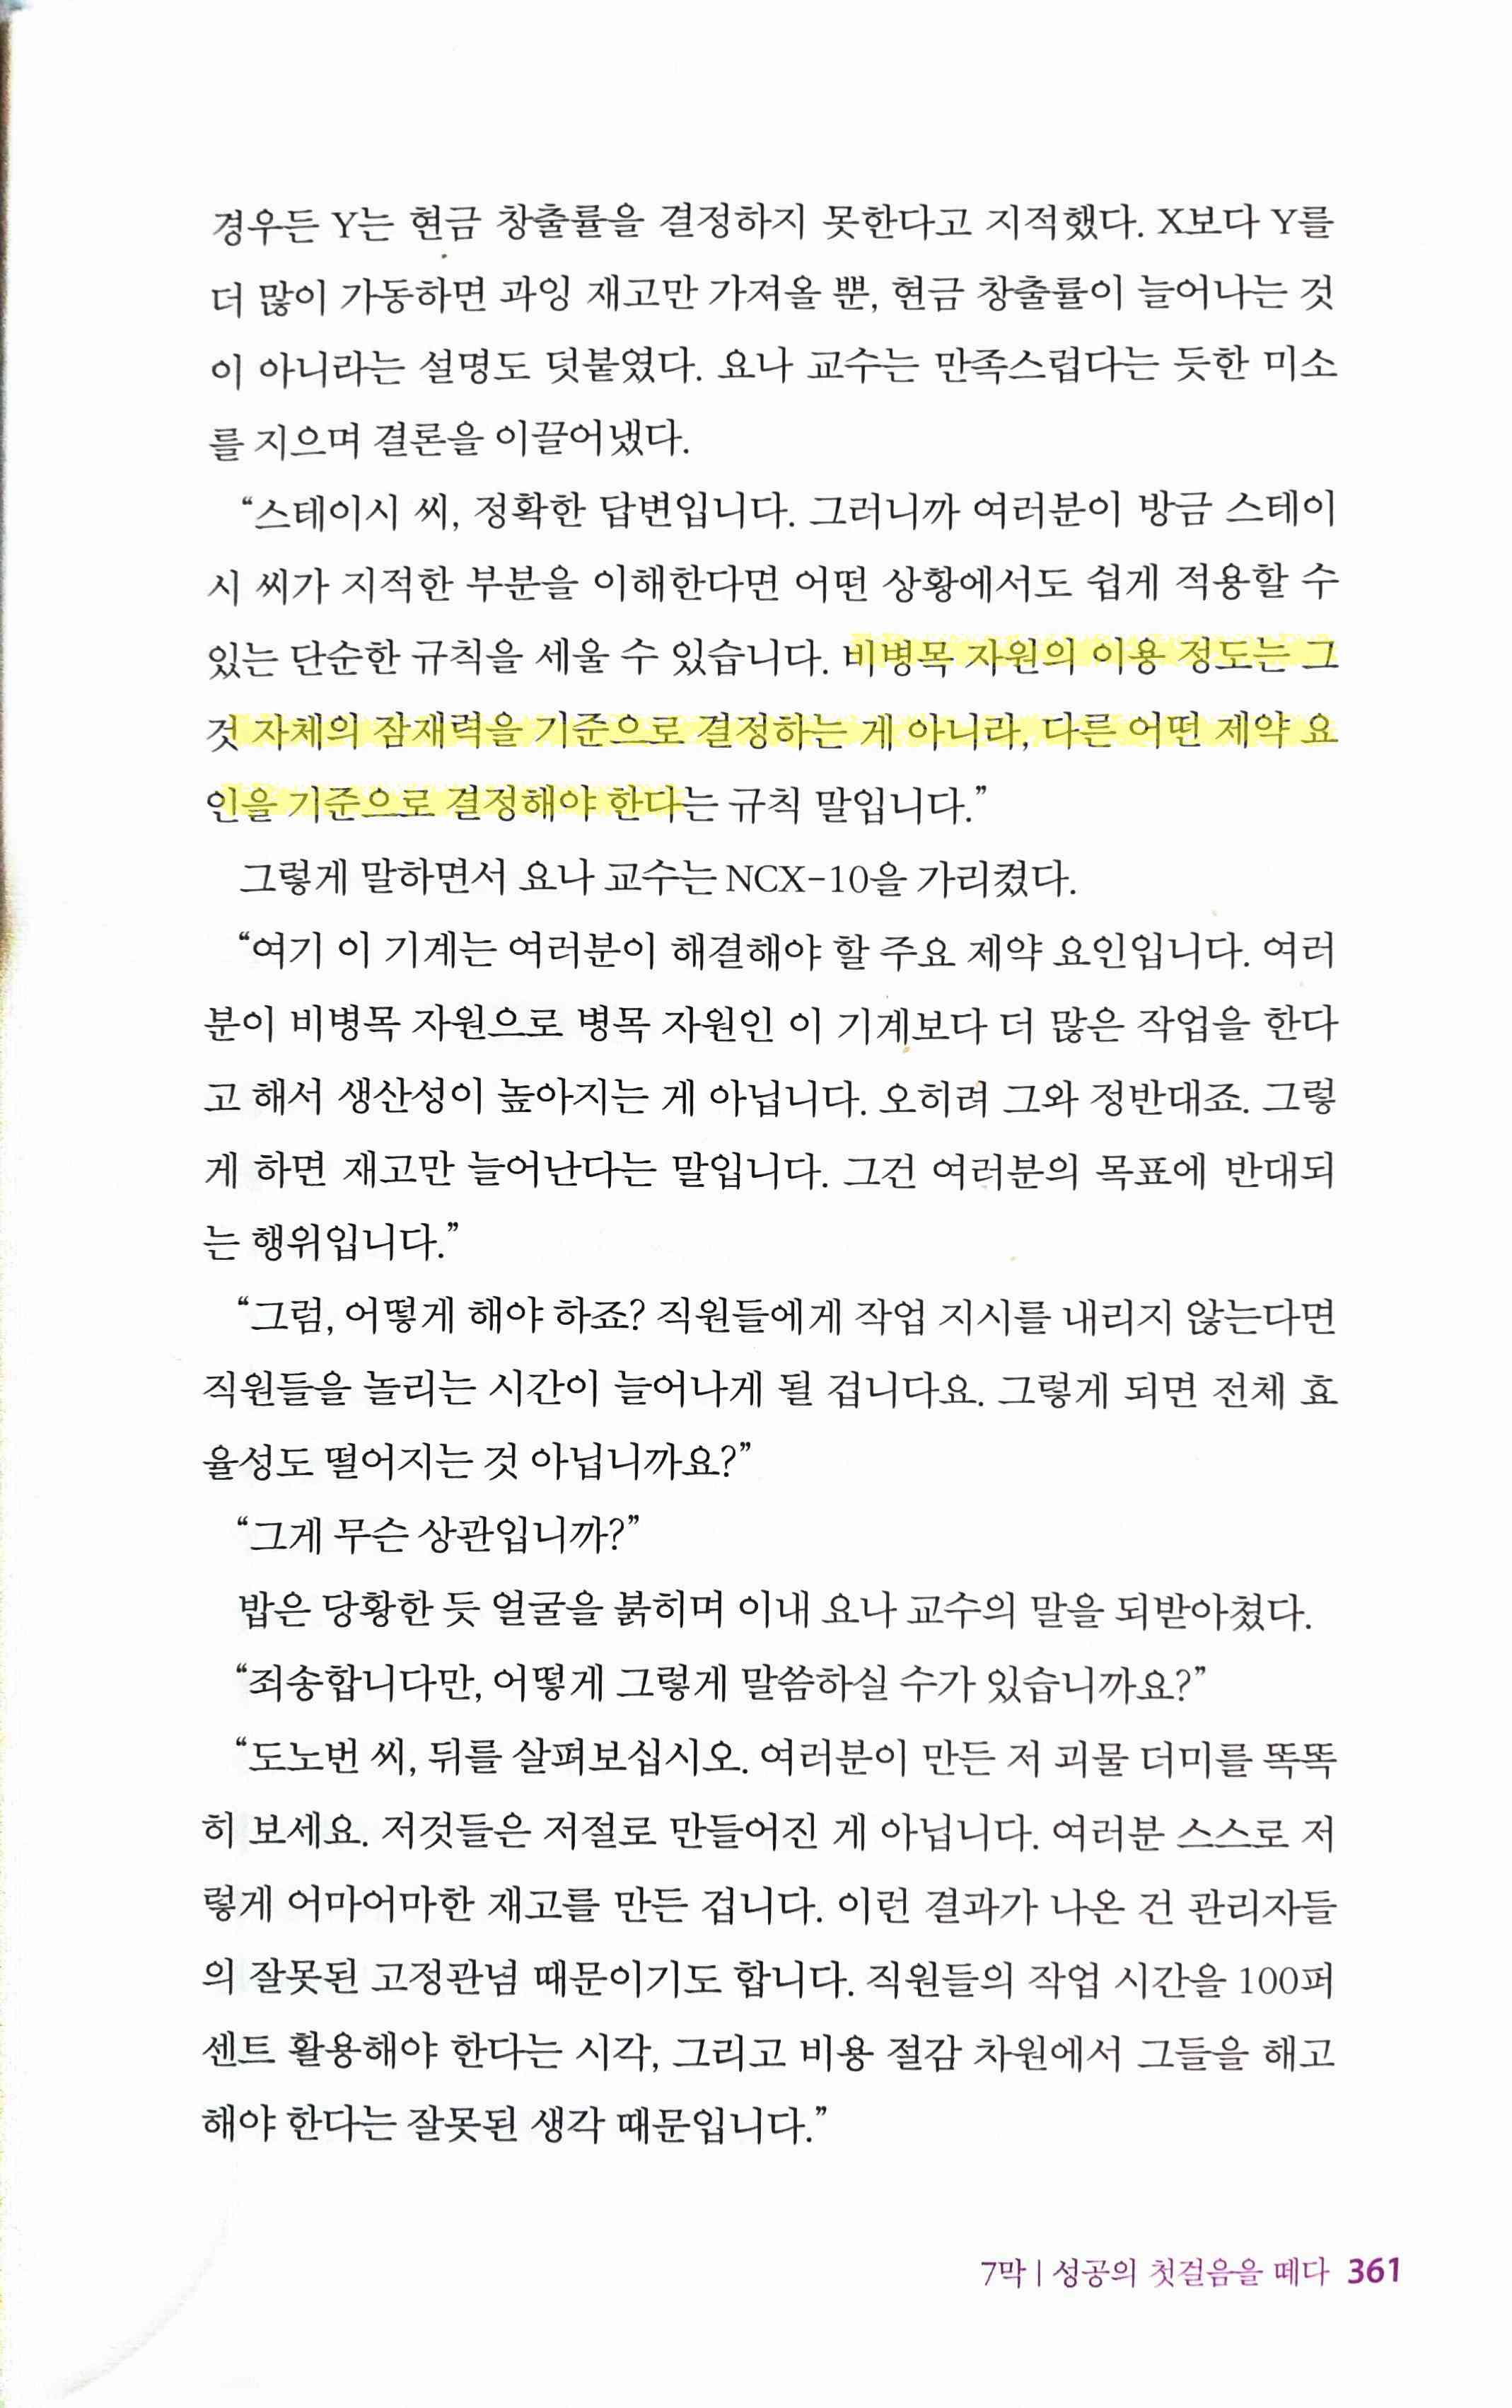 경우든 Y는 현금 창출률을 결정하지 못한다고 지적했다. X보다 Y를
더 많이 가동하면 과잉 재고만 가져올 뿐, 현금 창출률이 늘어나는 것
이 아니라는 설명도 덧붙였다. 요나 교수는 만족스럽다는 듯한 미소
를 지으며 결론을 이끌어냈다.
“스테이시 씨, 정확한 답변입니다. 그러니까 여러분이 방금 스테이
시 씨가 지적한 부분을 이해한다면 어떤 상황에서도 쉽게 적용할 수
있는 단순한 규칙을 세울 수 있습니다. 비병목 자원의 이용 정도는 그
것 자체의 잠재력을 기준으로 결정하는 게 아니라, 다른 어떤 제약 요
인을 기준으로 결정해야 한다는 규칙 말입니다.”
그렇게 말하면서 요나 교수는 NCX-10을 가리켰다.
“여기 이 기계는 여러분이 해결해야 할 주요 제약 요인입니다. 여러
분이 비병목 자원으로 병목 자원인 이 기계보다 더 많은 작업을 한다
고 해서 생산성이 높아지는 게 아닙니다. 오히려 그와 정반대죠. 그렇
게 하면 재고만 늘어난다는 말입니다. 그건 여러분의 목표에 반대되
는 행위입니다.”
“그럼, 어떻게 해야 하죠? 직원들에게 작업 지시를 내리지 않는다면
직원들을 놀리는 시간이 늘어나게 될 겁니다요. 그렇게 되면 전체 효
율성도 떨어지는 것 아닙니까요?”
“그게 무슨 상관입니까?”
밥은 당황한 듯 얼굴을 붉히며 이내 요나 교수의 말을 되받아쳤다.
“죄송합니다만, 어떻게 그렇게 말씀하실 수가 있습니까요?”
“도노번 씨, 뒤를 살펴보십시오. 여러분이 만든 저 괴물 더미를 똑똑
히 보세요. 저것들은 저절로 만들어진 게 아닙니다. 여러분 스스로 저
렇게 어마어마한 재고를 만든 겁니다. 이런 결과가 나온 건 관리자들
의 잘못된 고정관념 때문이기도 합니다. 직원들의 작업 시간을 100퍼
센트 활용해야 한다는 시각, 그리고 비용 절감 차원에서 그들을 해고
해야 한다는 잘못된 생각 때문입니다.”
7막 | 성공의 첫걸음을 떼다 361